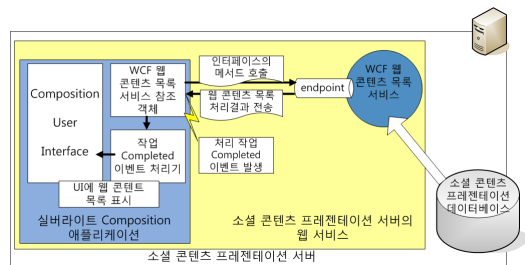 Composition
User
Interface
WCF 웹
콘텐츠 목록
서비스 참조
객체
인터페이스의
메서드 호출
endpoint
웹 콘텐츠 목록
처리결과 전송
WCF 웹
콘텐츠 목록
서비스
작업
Completed
이벤트 처리기
처리 작업
Completed
이벤트 발생
UI에 웹 콘텐트
목록 표시
소셜 콘텐츠
프레젠테이션
데이터베이스
실버라이트 Composition
애플리케이션
소셜 콘텐츠 프레젠테이션 서버의
웹 서비스
소셜 콘텐츠 프레젠테이션 서버